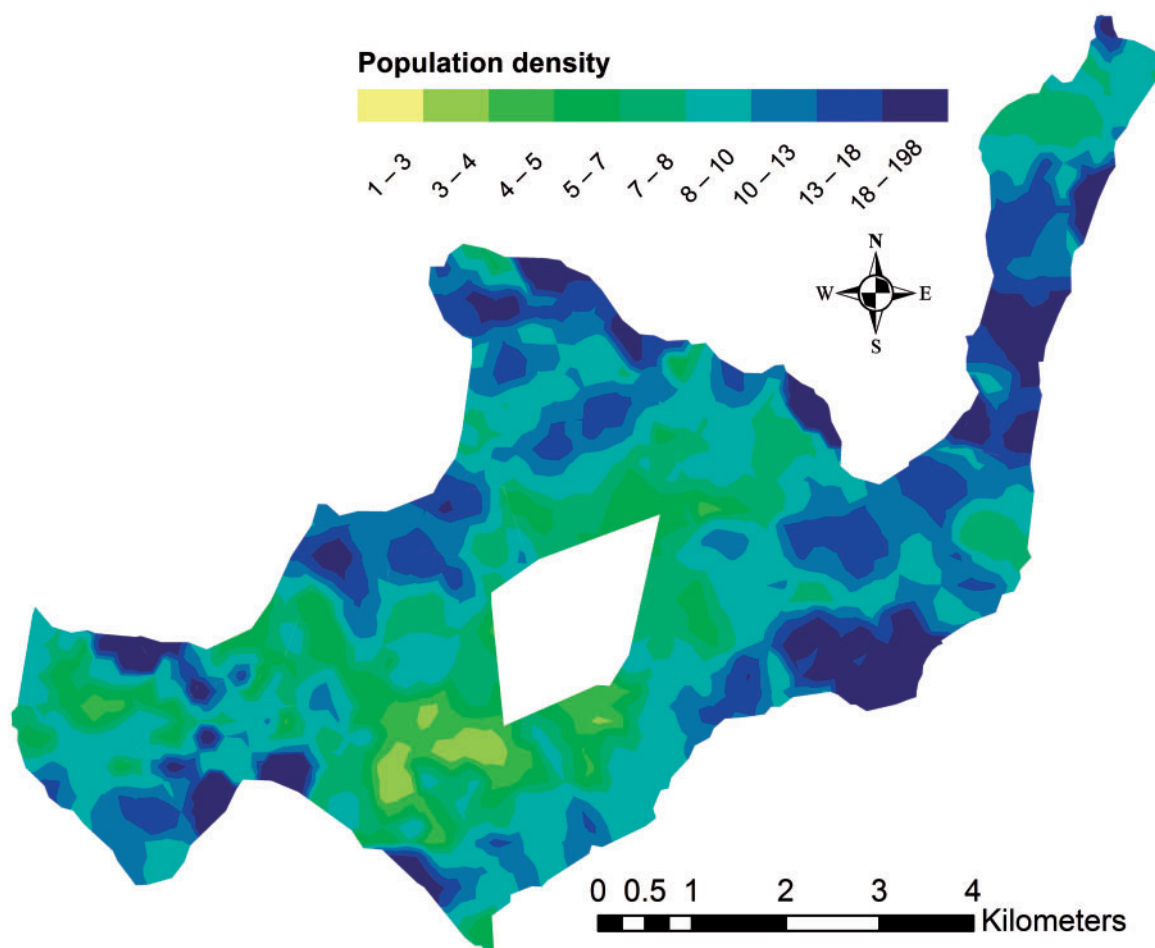 Population density
1 – 3
3 – 4
4 – 5
5 – 7
7 – 8
8 – 10
10 – 13
13 – 18
18 – 198
N
W E
S
0 0.5 1 2 3 4
Kilometers